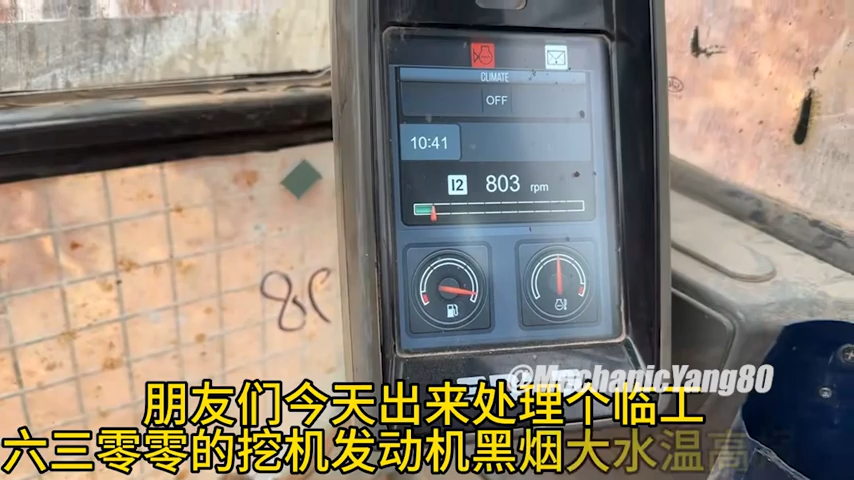 CLIMATE
OFF
10:41
I2 803 rpm
@MechanicYang80
朋友们今天出来处理个临工
六三零零的挖机发动机黑烟大水温高